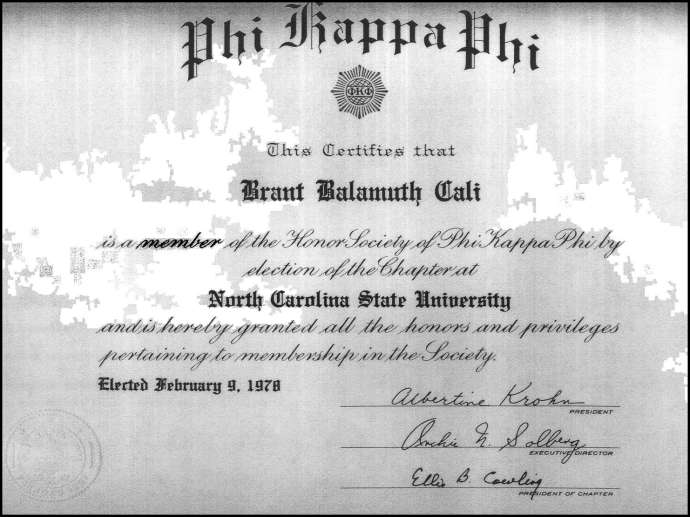 Phi Kappa Phi
ΦΚΦ
This Certifies that
Brant Balamuth Cali
is a member of the Honor Society of Phi Kappa Phi by
election of the Chapter at
North Carolina State University
and is hereby granted all the honors and privileges
pertaining to membership in the Society.
Elected February 9, 1978
Albertine Krohn
PRESIDENT
Archie N. Solberg
EXECUTIVE DIRECTOR
Ellis B. Cowling
PRESIDENT OF CHAPTER